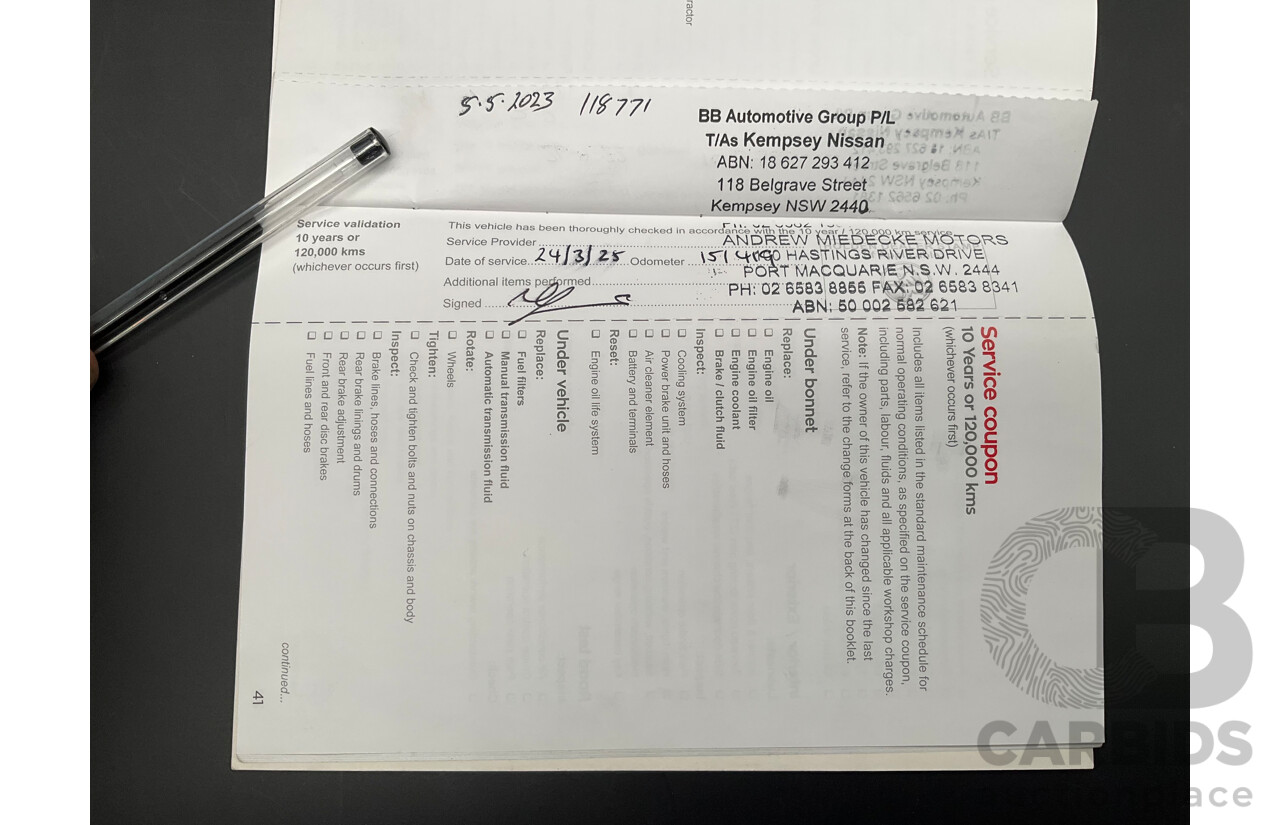 ractor
5.5.2023 118771
BB Automotive Group P/L
T/As Kempsey Nissan
ABN: 18 627 293 412
118 Belgrave Street
Kempsey NSW 2440
Service validation
10 years or
120,000 kms
(whichever occurs first)
This vehicle has been thoroughly checked in accordance with the 10 year / 120,000 km service
Service Provider
Date of service 24/3/25 Odometer
Additional items performed
Signed
ANDREW MIEDECKE MOTORS
HASTINGS RIVER DRIVE
PORT MACQUARIE N.S.W. 2444
PH: 02 6583 8855 FAX: 02 6583 8341
ABN: 50 002 582 621
Service coupon
10 Years or 120,000 kms
(whichever occurs first)
Includes all items listed in the standard maintenance schedule for
normal operating conditions, as specified on the service coupon,
including parts, labour, fluids and all applicable workshop charges.
Note: If the owner of this vehicle has changed since the last
service, refer to the change forms at the back of this booklet.
Under bonnet
Replace:
Engine oil
Engine oil filter
Engine coolant
Brake / clutch fluid
Inspect:
Cooling system
Power brake unit and hoses
Air cleaner element
Battery and terminals
Reset:
Engine oil life system
Under vehicle
Replace:
Fuel filters
Manual transmission fluid
Automatic transmission fluid
Rotate:
Wheels
Tighten:
Check and tighten bolts and nuts on chassis and body
Inspect:
Brake lines, hoses and connections
Rear brake linings and drums
Rear brake adjustment
Front and rear disc brakes
Fuel lines and hoses
continued...
41
CARBIDS